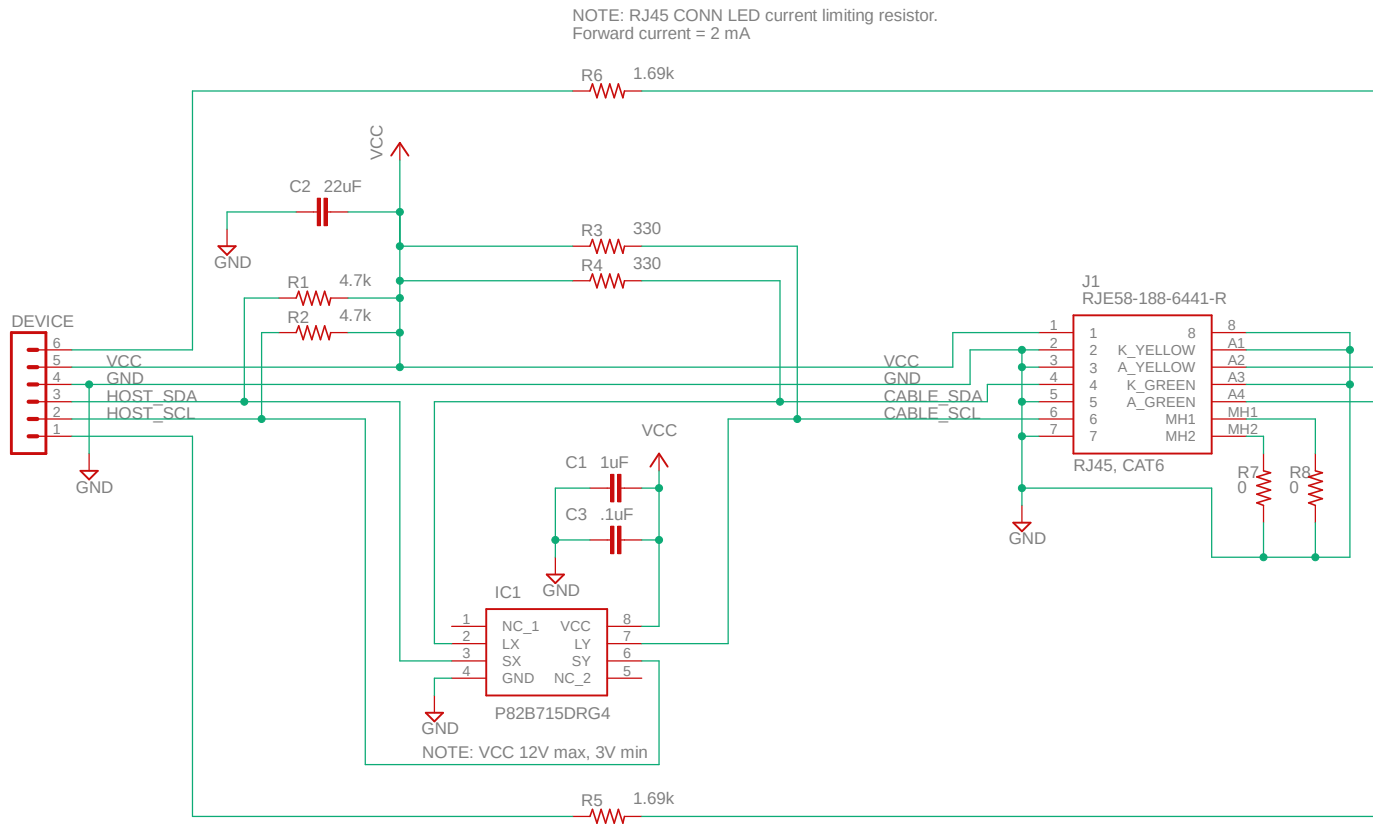 NOTE: RJ45 CONN LED current limiting resistor.
Forward current = 2 mA
R6 1.69k
VCC
C2 22uF
GND
R3 330
R4 330
R1 4.7k
R2 4.7k
DEVICE
6
5 VCC
4 GND
3 HOST_SDA
2 HOST_SCL
1
GND
VCC
GND
CABLE_SDA
CABLE_SCL
J1
RJE58-188-6441-R
1 1 8 8
2 2 K_YELLOW A1
3 3 A_YELLOW A2
4 4 K_GREEN A3
5 5 A_GREEN A4
6 6 MH1 MH1
7 7 MH2 MH2
RJ45, CAT6
R7 0
R8 0
GND
VCC
C1 1uF
C3 .1uF
GND
IC1
1 NC_1 VCC 8
2 LX LY 7
3 SX SY 6
4 GND NC_2 5
P82B715DRG4
GND
NOTE: VCC 12V max, 3V min
R5 1.69k